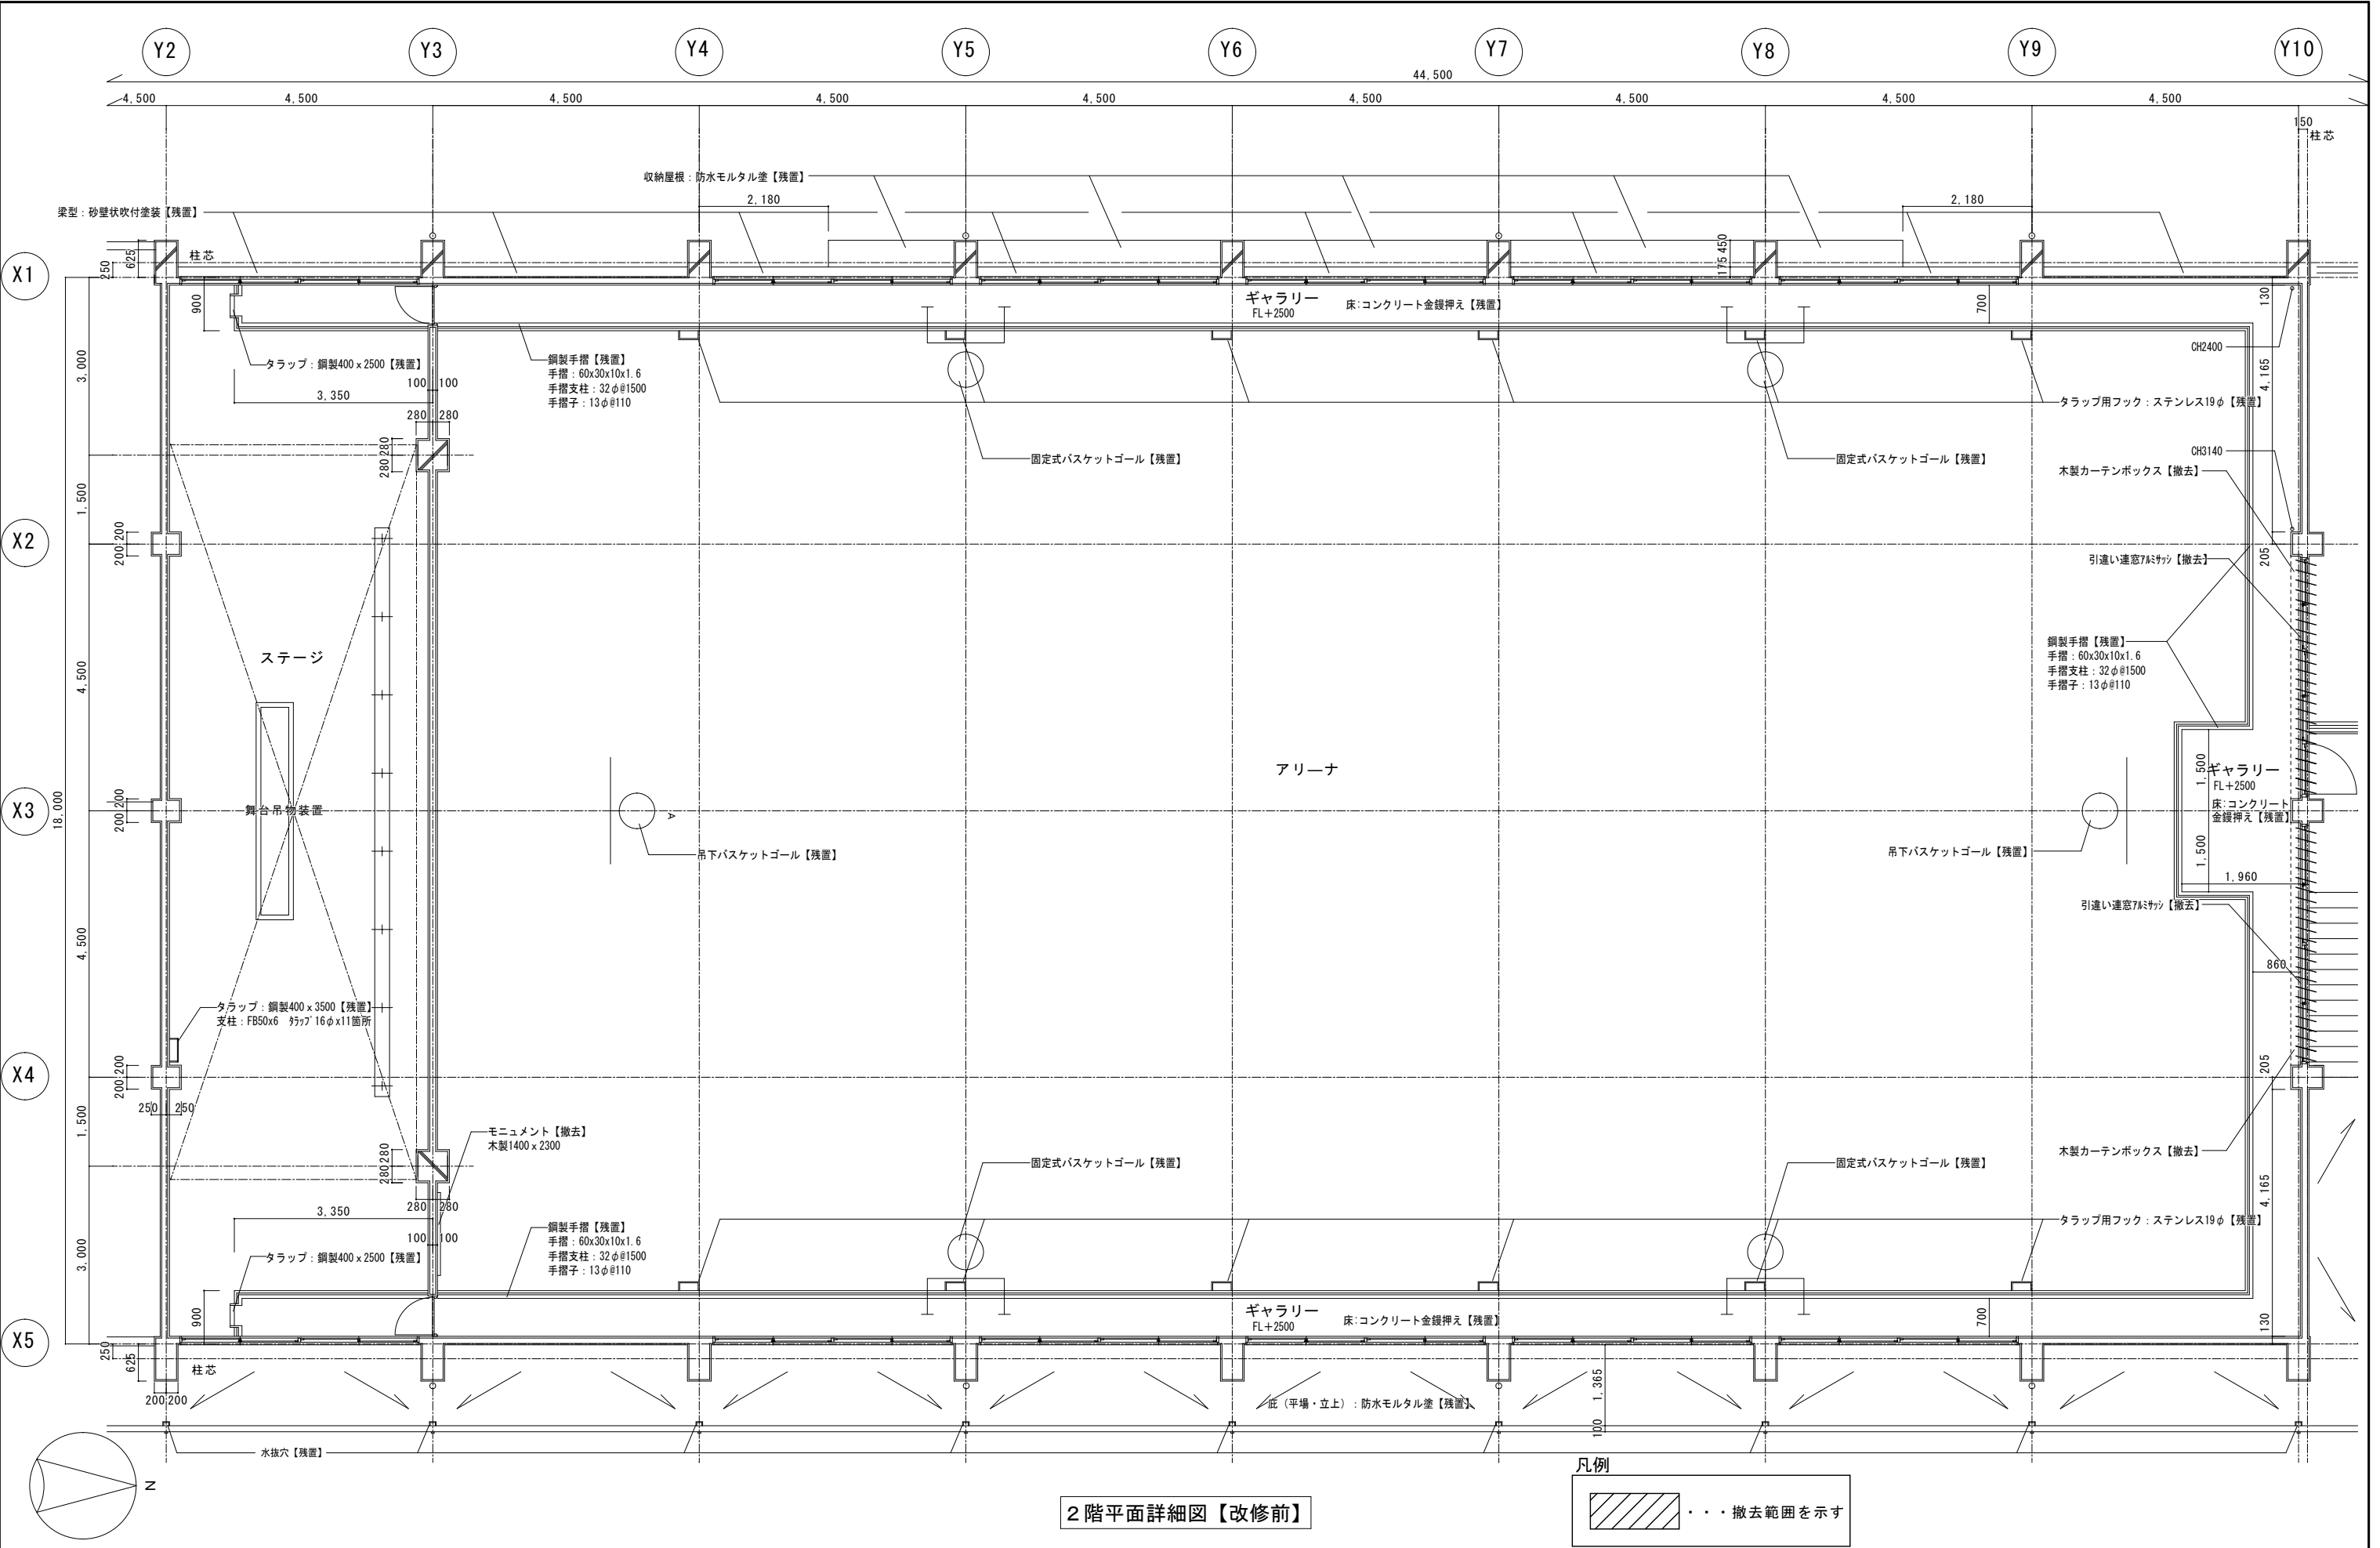 Y2 Y3 Y4 Y5 Y6 Y7 Y8 Y9 Y10
44,500
4,500 4,500 4,500 4,500 4,500 4,500 4,500 4,500 4,500
150
柱芯
収納屋根：防水モルタル塗【残置】
2,180 2,180
梁型：砂壁状吹付塗装【残置】
X1
250
625
柱芯
175 450
900
ギャラリー
FL+2500
床:コンクリート金鏝押え【残置】
700
130
タラップ：鋼製400ｘ2500【残置】
鋼製手摺【残置】
手摺：60x30x10x1.6
手摺支柱：32φ@1500
手摺子：13φ@110
CH2400
3,000
3,350
100 100
4,165
タラップ用フック：ステンレス19φ【残置】
280 280
280 280
固定式バスケットゴール【残置】
固定式バスケットゴール【残置】
CH3140
木製カーテンボックス【撤去】
1,500
X2
200 200
205
引違い連窓ｱﾙﾐｻｯｼ【撤去】
ステージ
4,500
鋼製手摺【残置】
手摺：60x30x10x1.6
手摺支柱：32φ@1500
手摺子：13φ@110
アリーナ
1,500
ギャラリー
FL+2500
床:コンクリート
金鏝押え【残置】
X3
18,000
200 200
舞台吊物装置
A
吊下バスケットゴール【残置】
吊下バスケットゴール【残置】
1,500
1,960
引違い連窓ｱﾙﾐｻｯｼ【撤去】
4,500
860
タラップ：鋼製400ｘ3500【残置】
支柱：FB50x6 ﾀﾗｯﾌﾟ16φx11箇所
X4
200 200
205
250 250
1,500
モニュメント【撤去】
木製1400ｘ2300
280 280
固定式バスケットゴール【残置】
固定式バスケットゴール【残置】
木製カーテンボックス【撤去】
280 280
3,350
4,165
鋼製手摺【残置】
手摺：60x30x10x1.6
手摺支柱：32φ@1500
手摺子：13φ@110
タラップ用フック：ステンレス19φ【残置】
100 100
3,000
タラップ：鋼製400ｘ2500【残置】
900
ギャラリー
FL+2500
床:コンクリート金鏝押え【残置】
700
130
X5
250
625
柱芯
200 200
1,365
庇（平場・立上）：防水モルタル塗【残置】
100
水抜穴【残置】
N
２階平面詳細図【改修前】
凡例
・・・撤去範囲を示す